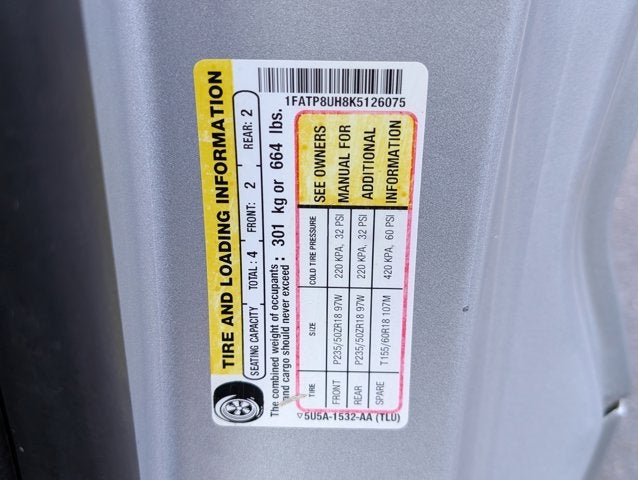 1FATP8UH8K5126075
TIRE AND LOADING INFORMATION
SEATING CAPACITY TOTAL : 4 FRONT: 2 REAR: 2
The combined weight of occupants
and cargo should never exceed : 301 kg or 664 lbs.
TIRE SIZE COLD TIRE PRESSURE SEE OWNERS
FRONT P235/50ZR18 97W 220 KPA, 32 PSI MANUAL FOR
REAR P235/50ZR18 97W 220 KPA, 32 PSI ADDITIONAL
SPARE T155/60R18 107M 420 KPA, 60 PSI INFORMATION
▽5U5A-1532-AA (TLU)